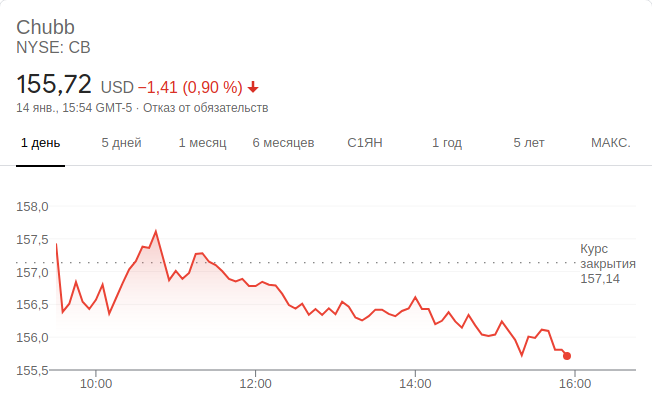 Chubb
NYSE: CB
155,72 USD −1,41 (0,90 %)
14 янв., 15:54 GMT-5 · Отказ от обязательств
1 день 5 дней 1 месяц 6 месяцев С1ЯН 1 год 5 лет МАКС.
158,0
157,5
Курс
закрытия
157,14
157,0
156,5
156,0
155,5
10:00 12:00 14:00 16:00